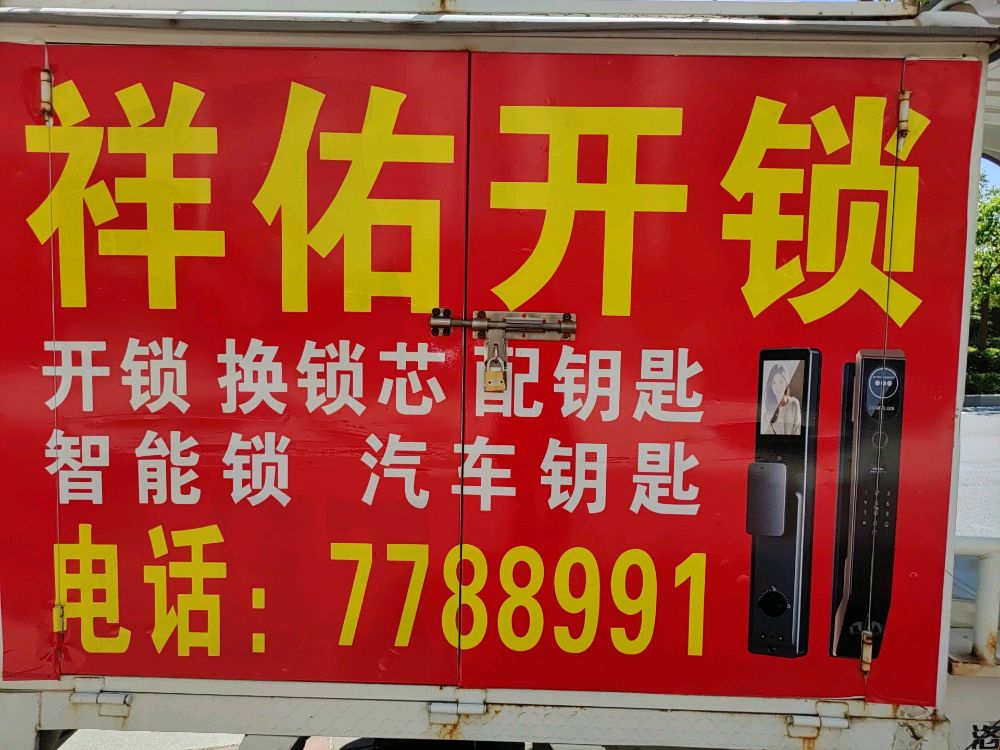 祥佑开锁
开锁 换锁芯 配钥匙
智能锁 汽车钥匙
电话：7788991